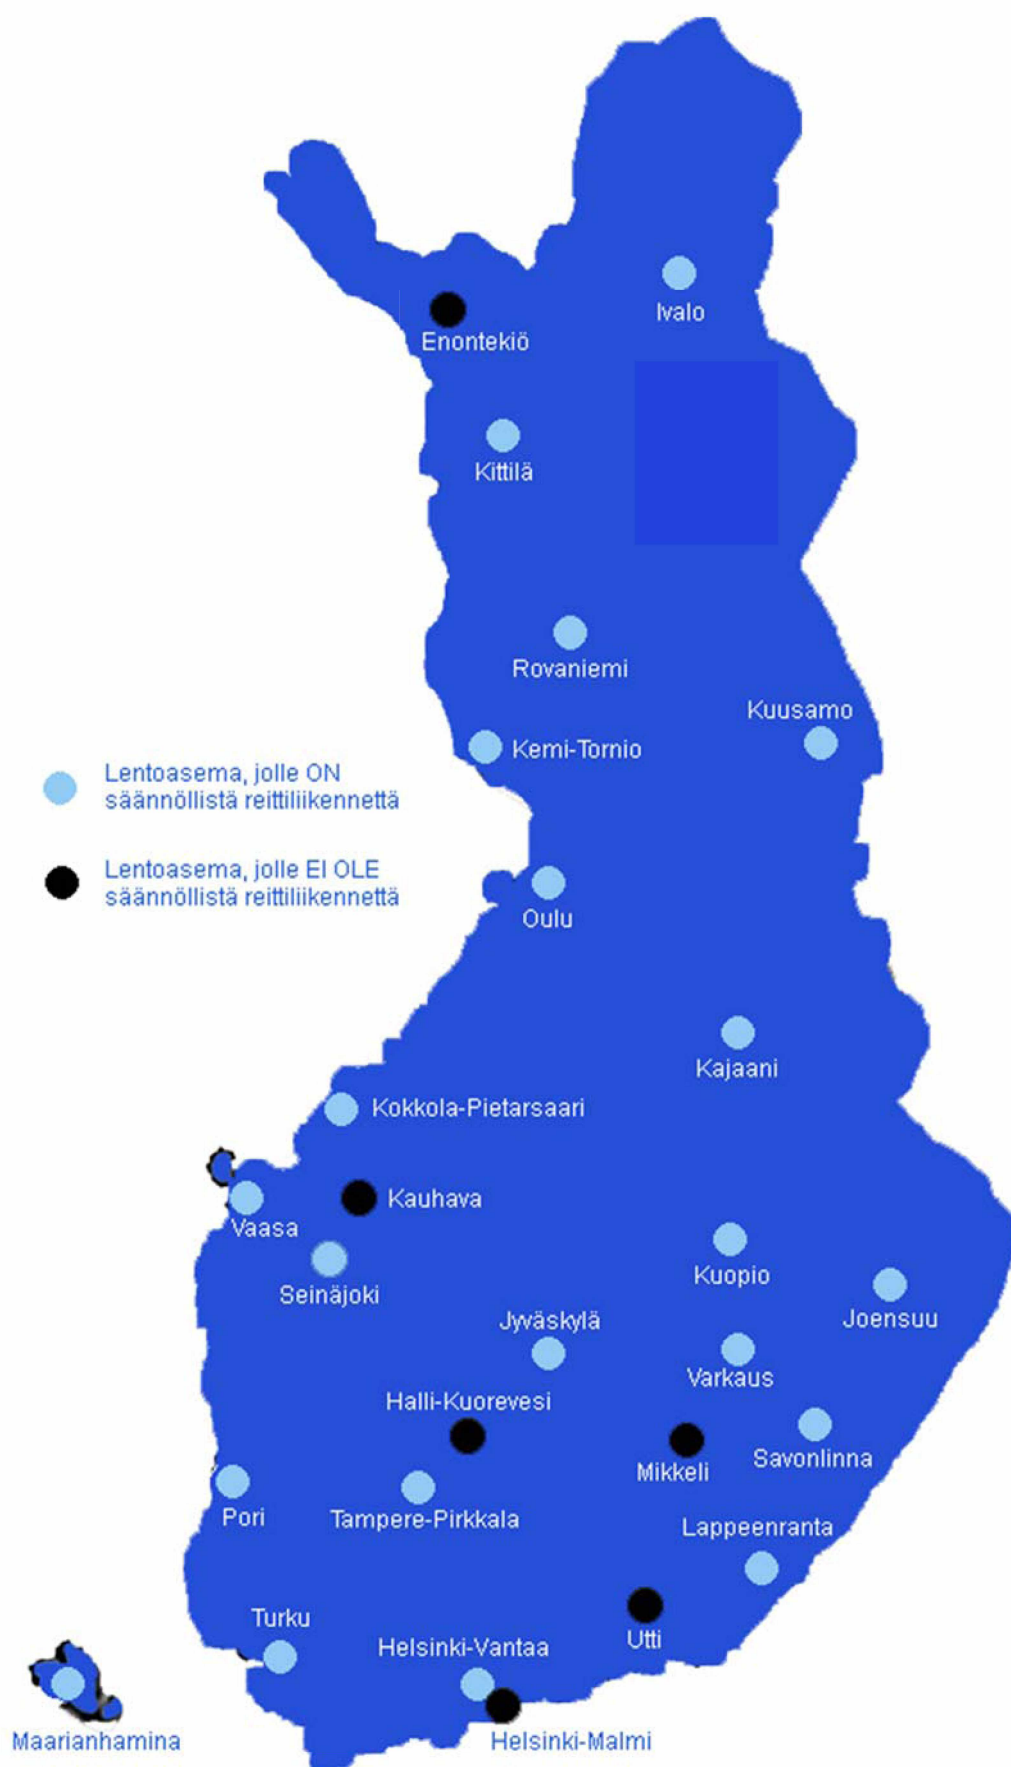 Ivalo
Enontekiö
Kittilä
Rovaniemi
Kuusamo
Kemi-Tornio
Lentoasema, jolle ON
säännöllistä reittiliikennettä
Lentoasema, jolle EI OLE
säännöllistä reittiliikennettä
Oulu
Kajaani
Kokkola-Pietarsaari
Kauhava
Vaasa
Seinäjoki
Kuopio
Joensuu
Jyväskylä
Varkaus
Halli-Kuorevesi
Savonlinna
Mikkeli
Pori
Tampere-Pirkkala
Lappeenranta
Turku
Utti
Helsinki-Vantaa
Maarianhamina
Helsinki-Malmi